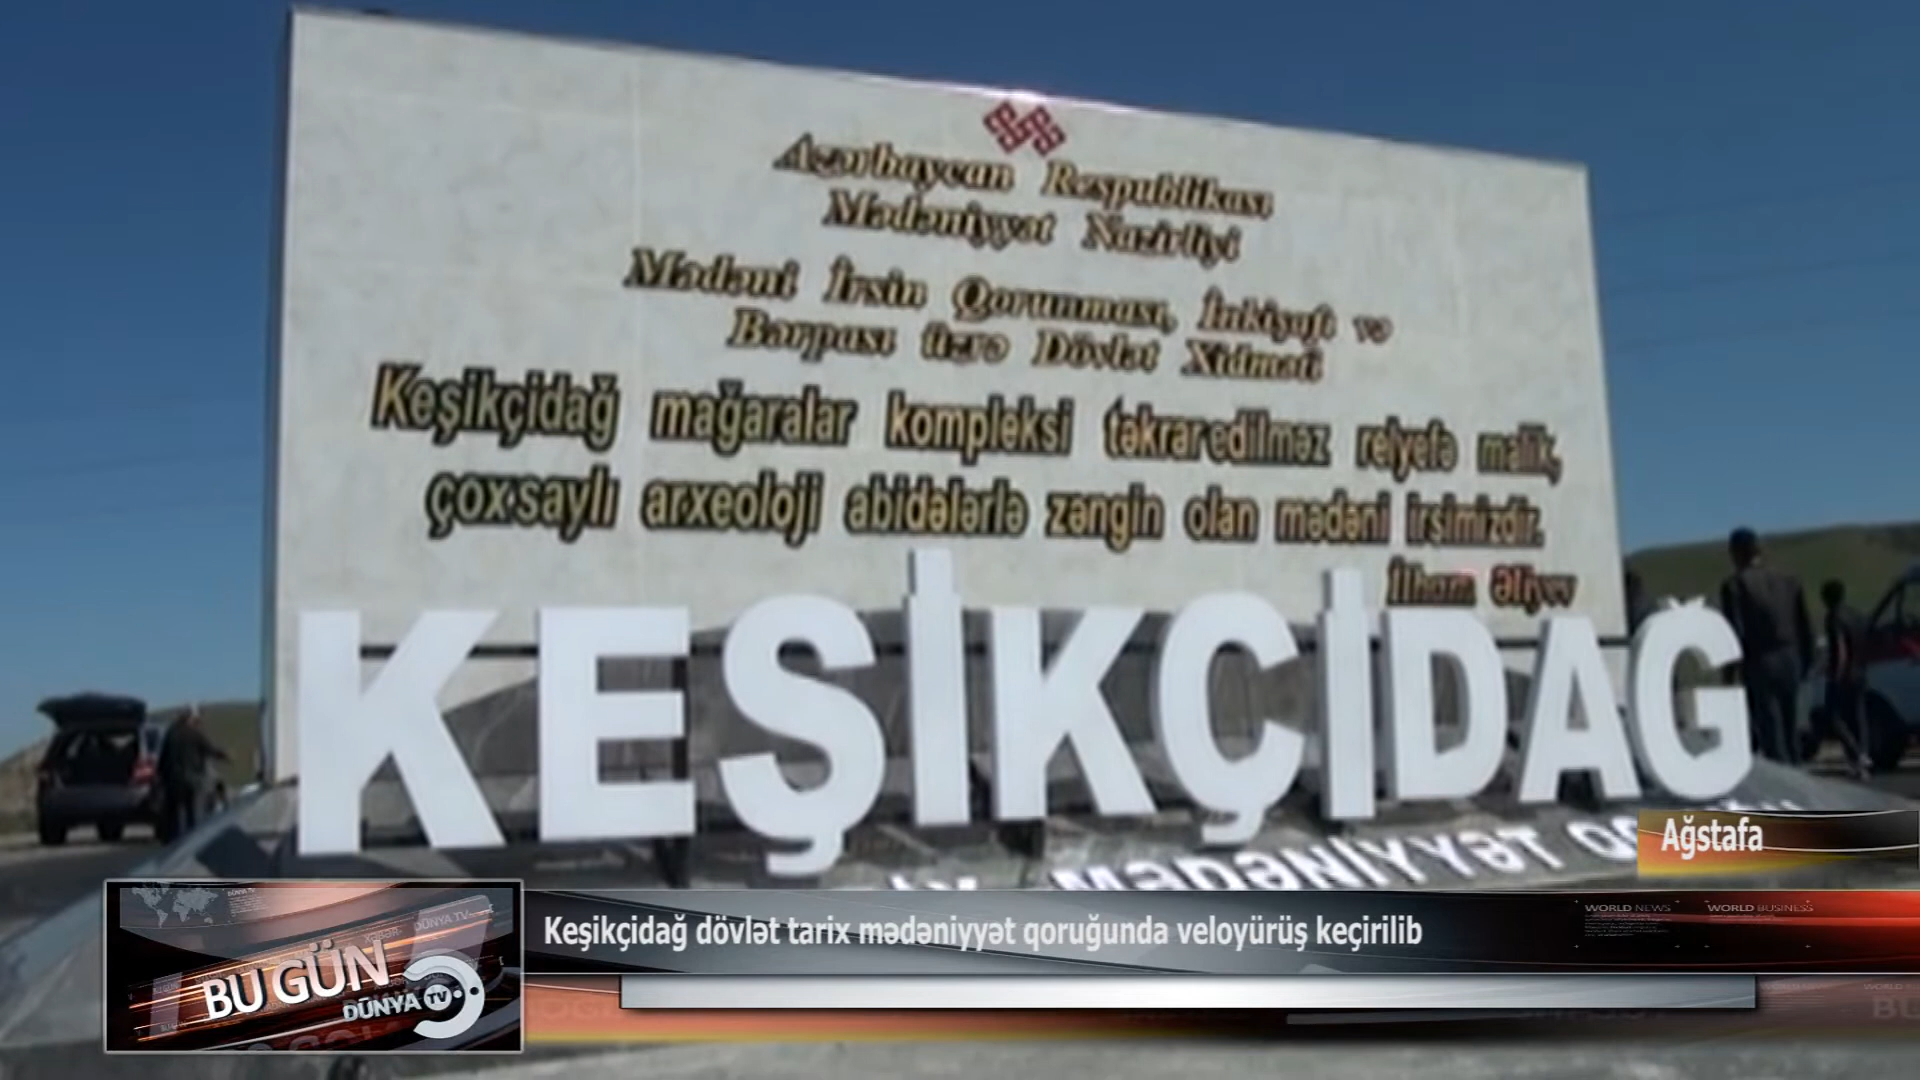 Azərbaycan Respublikası
Mədəniyyət Nazirliyi
Mədəni İrsin Qorunması, İnkişafı və
Bərpası üzrə Dövlət Xidməti
Keşikçidağ mağaralar kompleksi təkraredilməz relyefə malik,
çoxsaylı arxeoloji abidələrlə zəngin olan mədəni irsimizdir.
İlham Əliyev
KEŞİKÇİDAĞ
MƏDƏNİYYƏT
Ağstafa
Keşikçidağ dövlət tarix mədəniyyət qoruğunda veloyürüş keçirilib
WORLD NEWS WORLD BUSINESS
DÜNYA TV
BU GÜN
DÜNYA TV